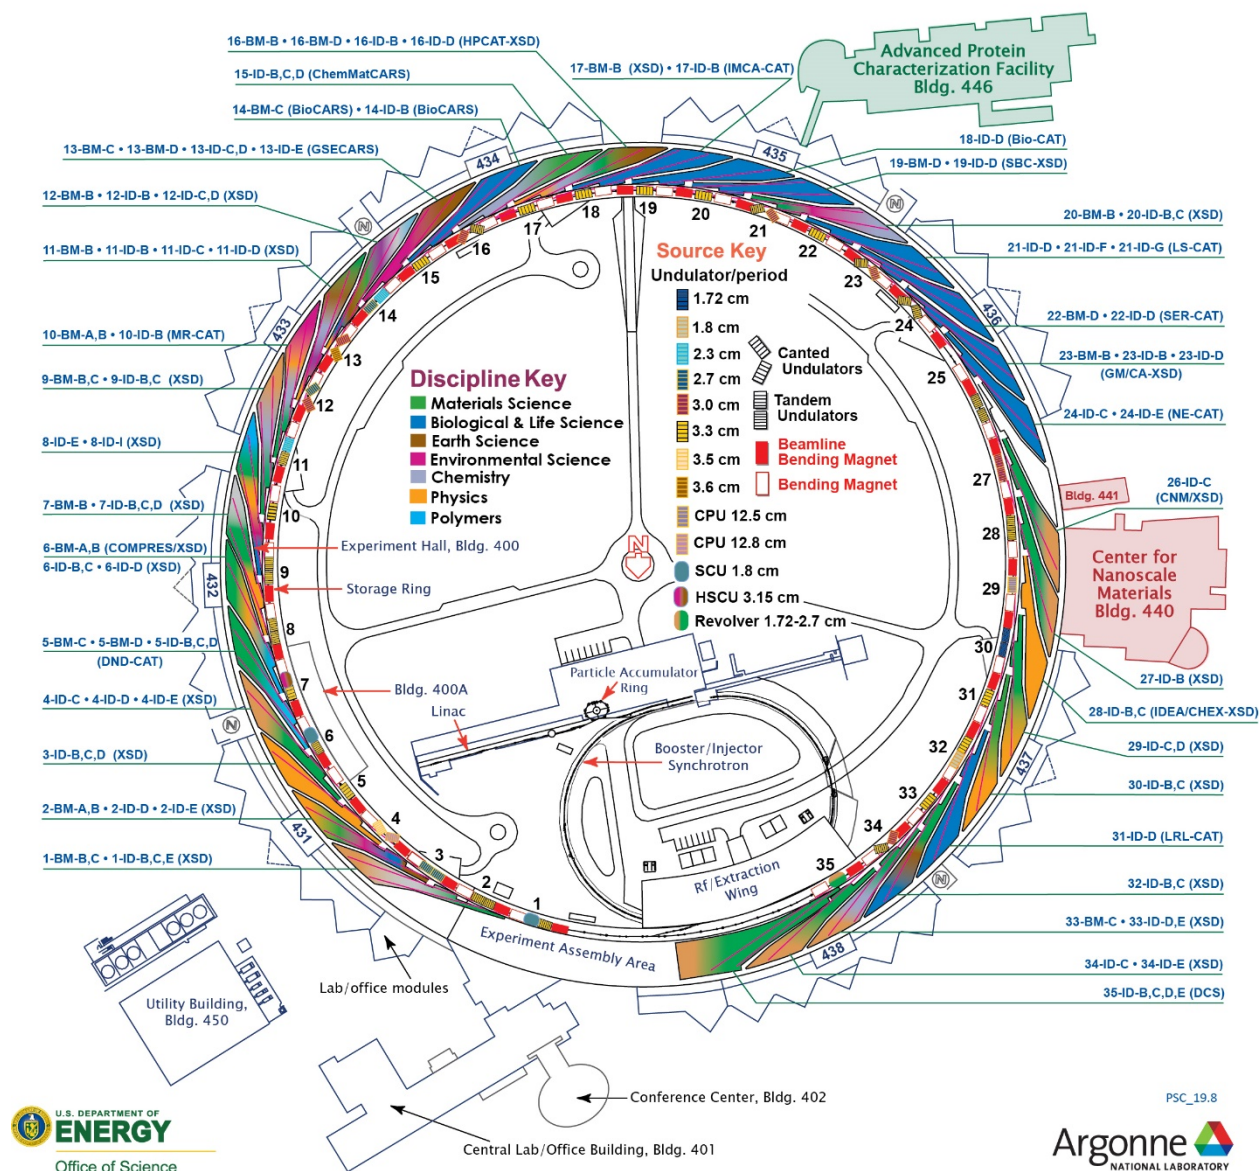 16-BM-B • 16-BM-D • 16-ID-B • 16-ID-D (HPCAT-XSD)
17-BM-B (XSD) • 17-ID-B (IMCA-CAT)
Advanced Protein
Characterization Facility
Bldg. 446
15-ID-B,C,D (ChemMatCARS)
14-BM-C (BioCARS) • 14-ID-B (BioCARS)
18-ID-D (Bio-CAT)
13-BM-C • 13-BM-D • 13-ID-C,D • 13-ID-E (GSECARS)
19-BM-D • 19-ID-D (SBC-XSD)
12-BM-B • 12-ID-B • 12-ID-C,D (XSD)
20-BM-B • 20-ID-B,C (XSD)
11-BM-B • 11-ID-B • 11-ID-C • 11-ID-D (XSD)
21-ID-D • 21-ID-F • 21-ID-G (LS-CAT)
10-BM-A,B • 10-ID-B (MR-CAT)
22-BM-D • 22-ID-D (SER-CAT)
9-BM-B,C • 9-ID-B,C (XSD)
23-BM-B • 23-ID-B • 23-ID-D
(GM/CA-XSD)
8-ID-E • 8-ID-I (XSD)
24-ID-C • 24-ID-E (NE-CAT)
7-BM-B • 7-ID-B,C,D (XSD)
26-ID-C
(CNM/XSD)
6-BM-A,B (COMPRES/XSD)
6-ID-B,C • 6-ID-D (XSD)
Bldg. 441
Center for
Nanoscale
Materials
Bldg. 440
5-BM-C • 5-BM-D • 5-ID-B,C,D
(DND-CAT)
4-ID-C • 4-ID-D • 4-ID-E (XSD)
27-ID-B (XSD)
28-ID-B,C (IDEA/CHEX-XSD)
3-ID-B,C,D (XSD)
29-ID-C,D (XSD)
2-BM-A,B • 2-ID-D • 2-ID-E (XSD)
30-ID-B,C (XSD)
1-BM-B,C • 1-ID-B,C,E (XSD)
31-ID-D (LRL-CAT)
32-ID-B,C (XSD)
33-BM-C • 33-ID-D,E (XSD)
34-ID-C • 34-ID-E (XSD)
35-ID-B,C,D,E (DCS)
431
432
433
434
435
436
437
438
N
N
N
N
N
1
2
3
4
5
6
7
8
9
10
11
12
13
14
15
16
17
18
19
20
21
22
23
24
25
27
28
29
30
31
32
33
34
35
Source Key
Undulator/period
1.72 cm
1.8 cm
2.3 cm
2.7 cm
3.0 cm
3.3 cm
3.5 cm
3.6 cm
CPU 12.5 cm
CPU 12.8 cm
SCU 1.8 cm
HSCU 3.15 cm
Revolver 1.72-2.7 cm
Canted
Undulators
Tandem
Undulators
Beamline
Bending Magnet
Bending Magnet
Discipline Key
Materials Science
Biological & Life Science
Earth Science
Environmental Science
Chemistry
Physics
Polymers
Experiment Hall, Bldg. 400
Storage Ring
Bldg. 400A
Linac
Particle Accumulator
Ring
Booster/Injector
Synchrotron
Rf/Extraction
Wing
Experiment Assembly Area
Lab/office modules
Utility Building,
Bldg. 450
Conference Center, Bldg. 402
Central Lab/Office Building, Bldg. 401
PSC_19.8
U.S. DEPARTMENT OF
ENERGY
Office of Science
Argonne
NATIONAL LABORATORY